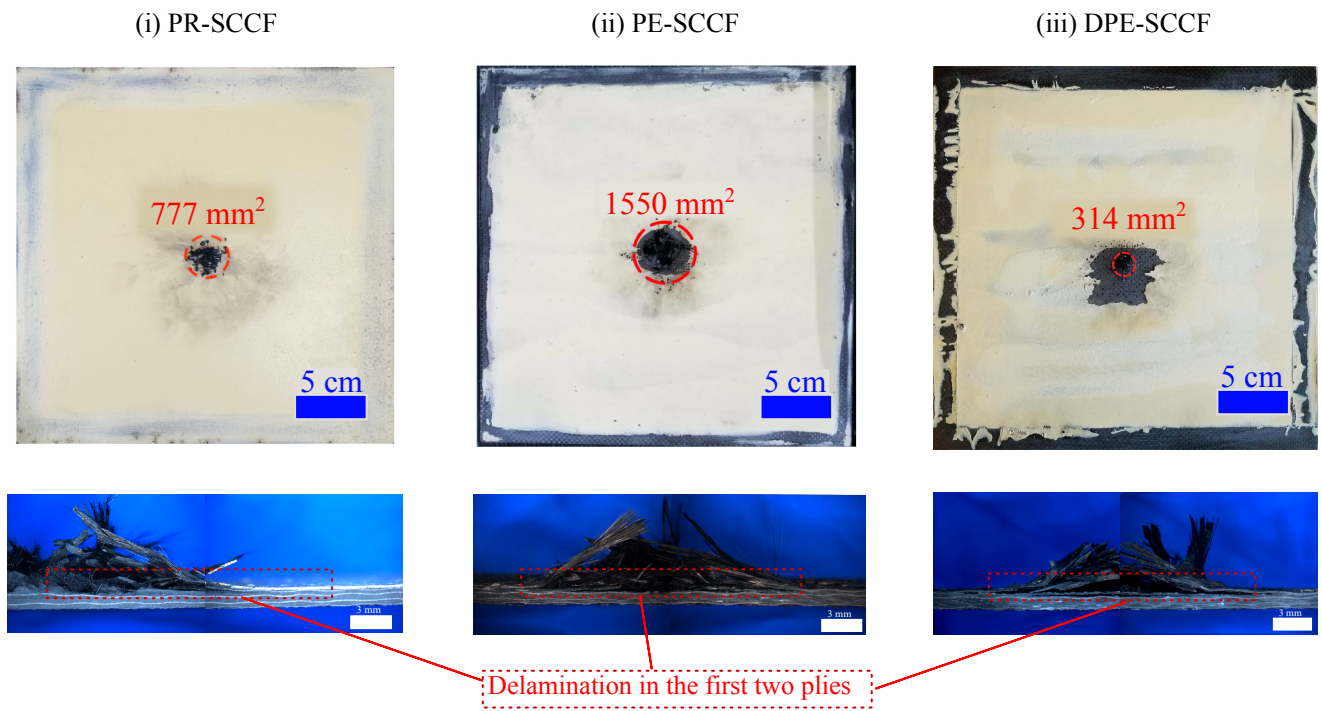 (i) PR-SCCF
(ii) PE-SCCF
(iii) DPE-SCCF
777 mm²
1550 mm²
314 mm²
5 cm
5 cm
5 cm
3 mm
3 mm
3 mm
Delamination in the first two plies